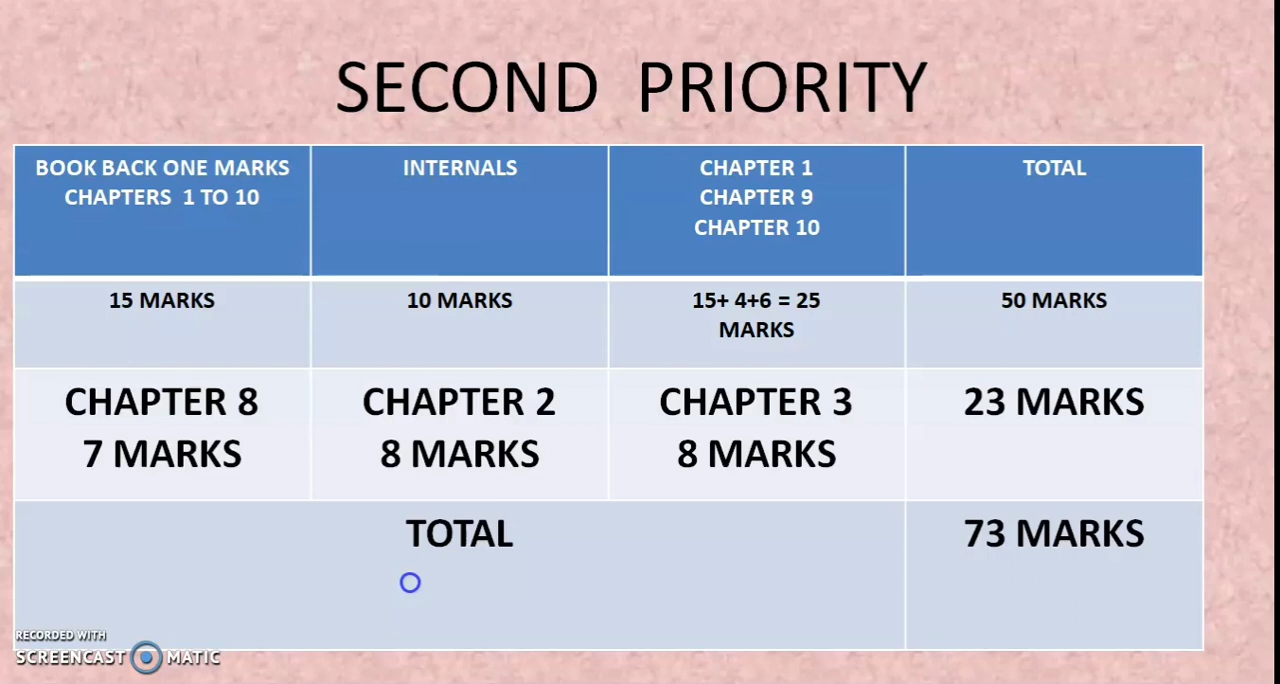 SECOND PRIORITY
BOOK BACK ONE MARKS
CHAPTERS 1 TO 10
INTERNALS
CHAPTER 1
CHAPTER 9
CHAPTER 10
TOTAL
15 MARKS
10 MARKS
15+ 4+6 = 25
MARKS
50 MARKS
CHAPTER 8
7 MARKS
CHAPTER 2
8 MARKS
CHAPTER 3
8 MARKS
23 MARKS
TOTAL
73 MARKS
RECORDED WITH
SCREENCAST MATIC